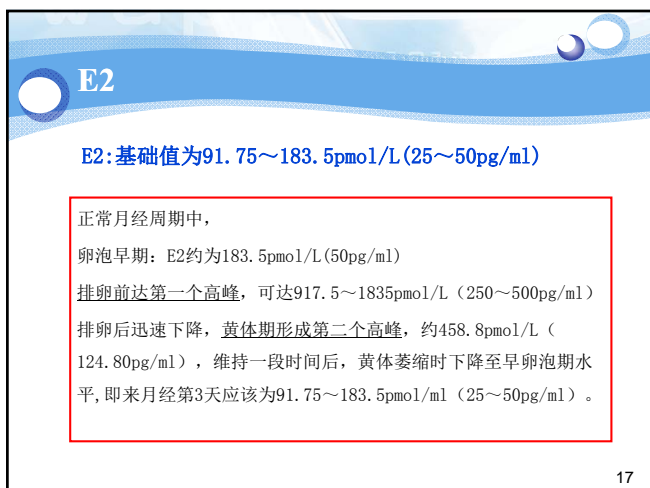 E2
E2:基础值为91.75～183.5pmol/L(25～50pg/ml)
正常月经周期中，
卵泡早期：E2约为183.5pmol/L(50pg/ml)
排卵前达第一个高峰，可达917.5～1835pmol/L（250～500pg/ml）
排卵后迅速下降，黄体期形成第二个高峰，约458.8pmol/L（
124.80pg/ml），维持一段时间后，黄体萎缩时下降至早卵泡期水
平,即来月经第3天应该为91.75～183.5pmol/ml（25～50pg/ml）。
17